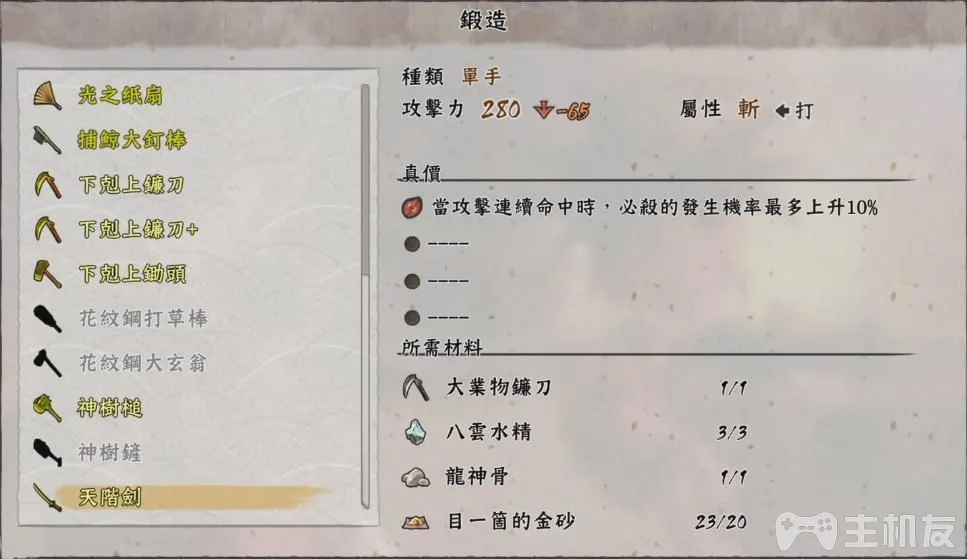 鍛造
光之紙扇
捕鯨大釘棒
下剋上鐮刀
下剋上鐮刀+
下剋上鋤頭
花紋鋼打草棒
花紋鋼大玄翁
神樹槌
神樹鏟
天階劍
種類 單手
攻擊力 280 -65 屬性 斬 打
真價
當攻擊連續命中時，必殺的發生機率最多上升10%
----
----
----
所需材料
大業物鐮刀 1/1
八雲水精 3/3
龍神骨 1/1
目一箇的金砂 23/20
主机友